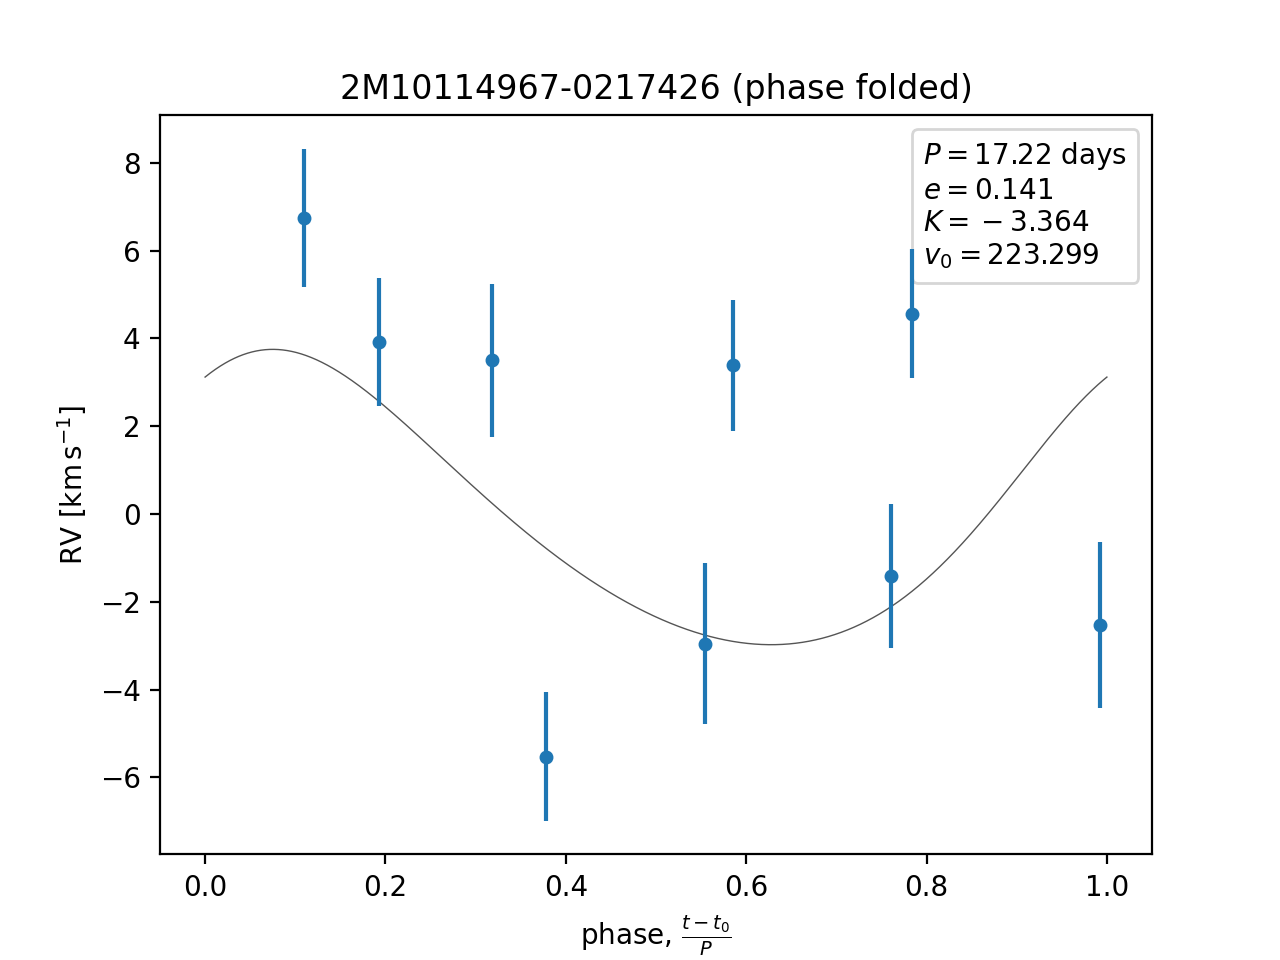 2M10114967-0217426 (phase folded)
P = 17.22 days
e = 0.141
K = −3.364
v₀ = 223.299
RV [km s⁻¹]
8
6
4
2
0
−2
−4
−6
0.0 0.2 0.4 0.6 0.8 1.0
phase, (t − t₀)/P